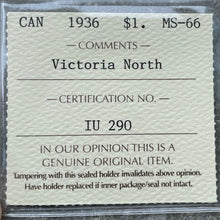 CAN 1936 $1. MS-66
COMMENTS
Victoria North
CERTIFICATION NO.
IU 290
IN OUR OPINION THIS IS A
GENUINE ORIGINAL ITEM.
Tampering with this sealed holder invalidates above opinion.
Have holder replaced if inner package/seal not intact.